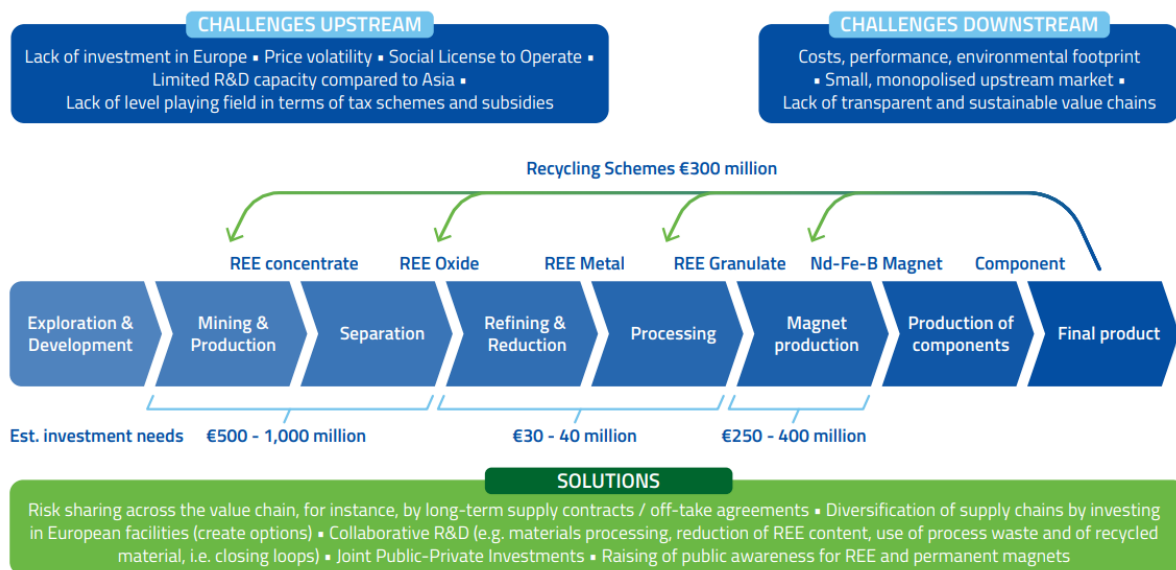 CHALLENGES UPSTREAM
Lack of investment in Europe ▪ Price volatility ▪ Social License to Operate ▪
Limited R&D capacity compared to Asia ▪
Lack of level playing field in terms of tax schemes and subsidies
CHALLENGES DOWNSTREAM
Costs, performance, environmental footprint
▪ Small, monopolised upstream market ▪
Lack of transparent and sustainable value chains
Recycling Schemes €300 million
REE concentrate
REE Oxide
REE Metal
REE Granulate
Nd-Fe-B Magnet
Component
Exploration &
Development
Mining &
Production
Separation
Refining &
Reduction
Processing
Magnet
production
Production of
components
Final product
Est. investment needs
€500 - 1,000 million
€30 - 40 million
€250 - 400 million
SOLUTIONS
Risk sharing across the value chain, for instance, by long-term supply contracts / off-take agreements ▪ Diversification of supply chains by investing
in European facilities (create options) ▪ Collaborative R&D (e.g. materials processing, reduction of REE content, use of process waste and of recycled
material, i.e. closing loops) ▪ Joint Public-Private Investments ▪ Raising of public awareness for REE and permanent magnets